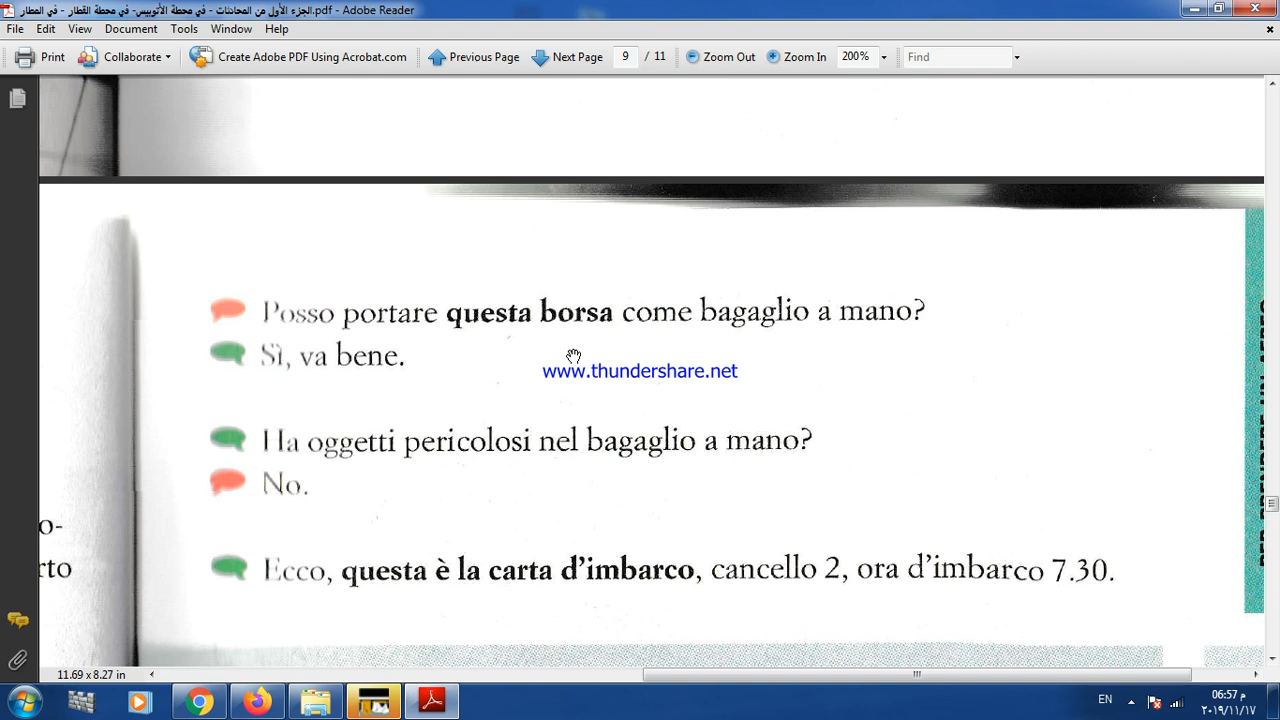 الجزء الأول من المحادثات - في محطة الأتوبيس- في محطة القطار - في المطار.pdf - Adobe Reader
File Edit View Document Tools Window Help
Print Collaborate Create Adobe PDF Using Acrobat.com Previous Page Next Page 9 / 11 Zoom Out Zoom In 200% Find
Posso portare questa borsa come bagaglio a mano?
Sì, va bene.
www.thundershare.net
Ha oggetti pericolosi nel bagaglio a mano?
No.
o-
rto
Ecco, questa è la carta d'imbarco, cancello 2, ora d'imbarco 7.30.
11.69 x 8.27 in
EN
06:57 م
٢٠١٩/١١/١٧